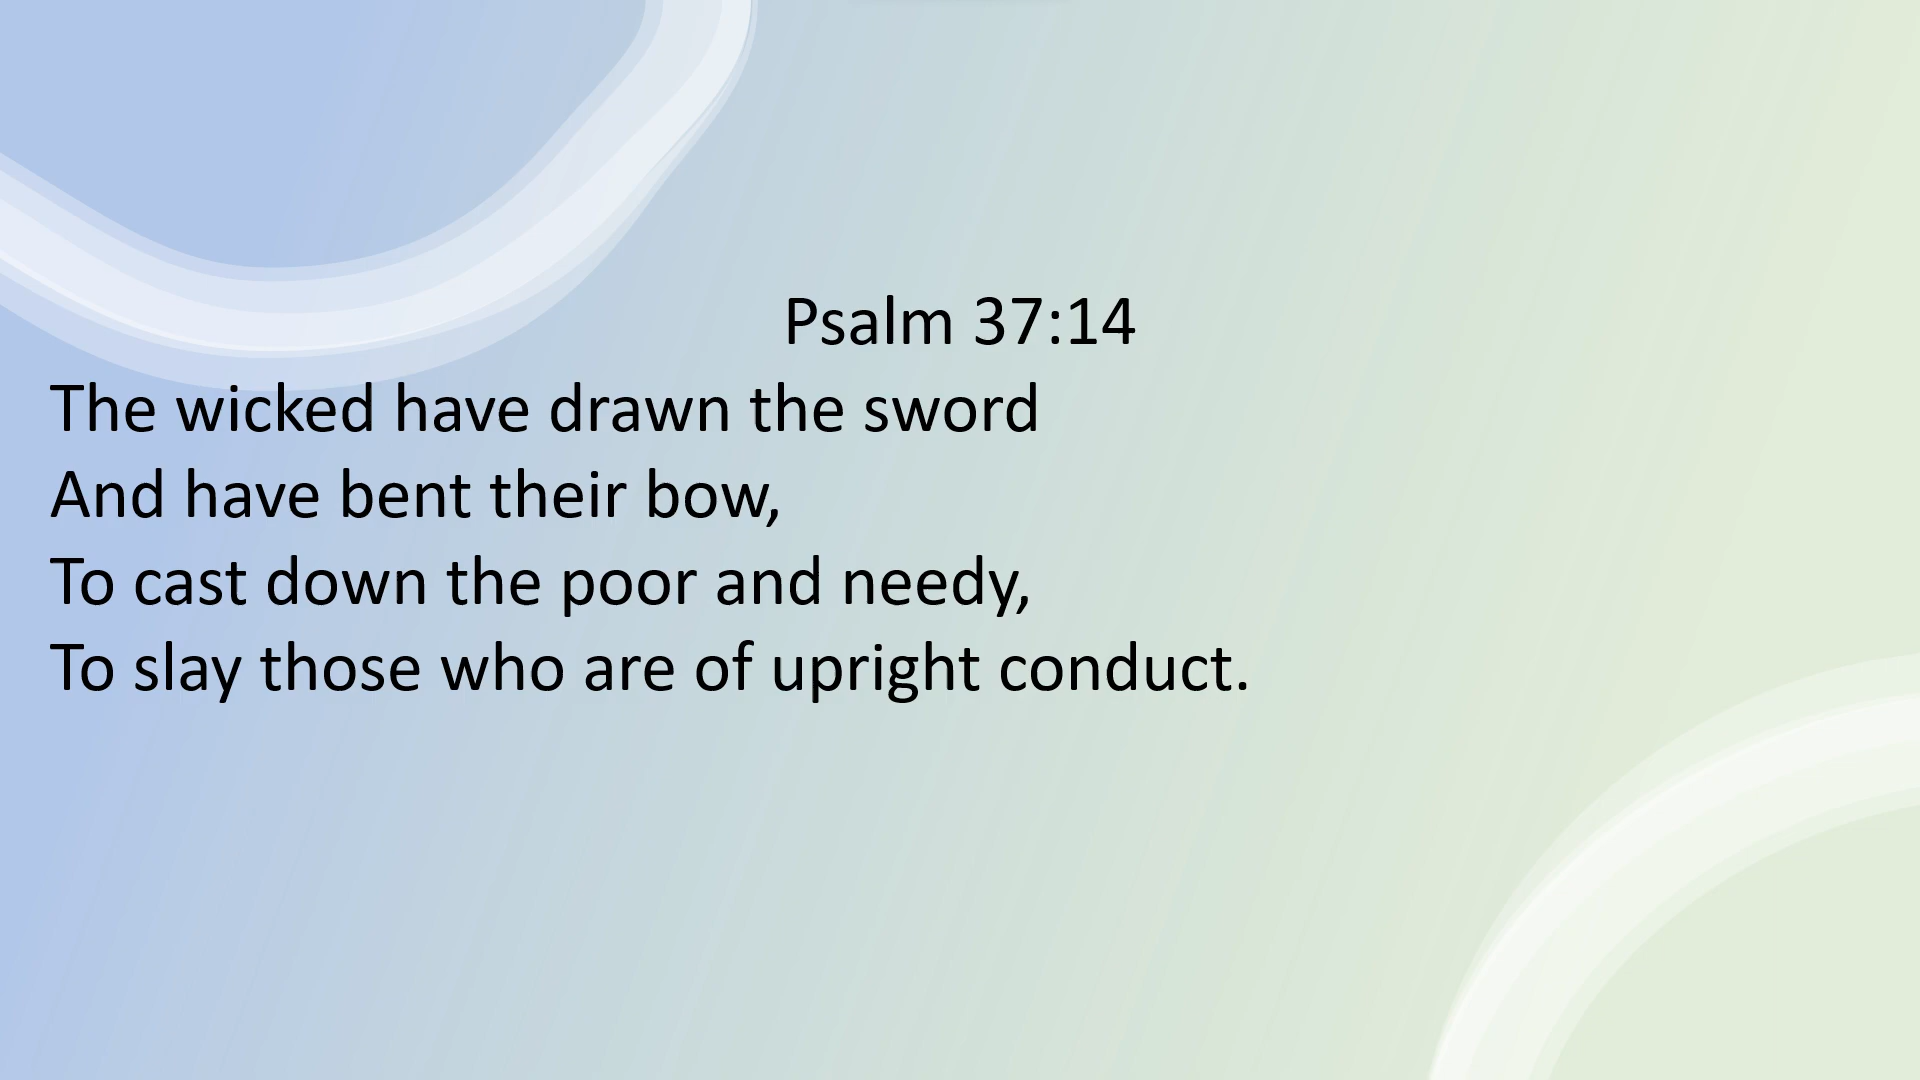 Psalm 37:14
The wicked have drawn the sword
And have bent their bow,
To cast down the poor and needy,
To slay those who are of upright conduct.